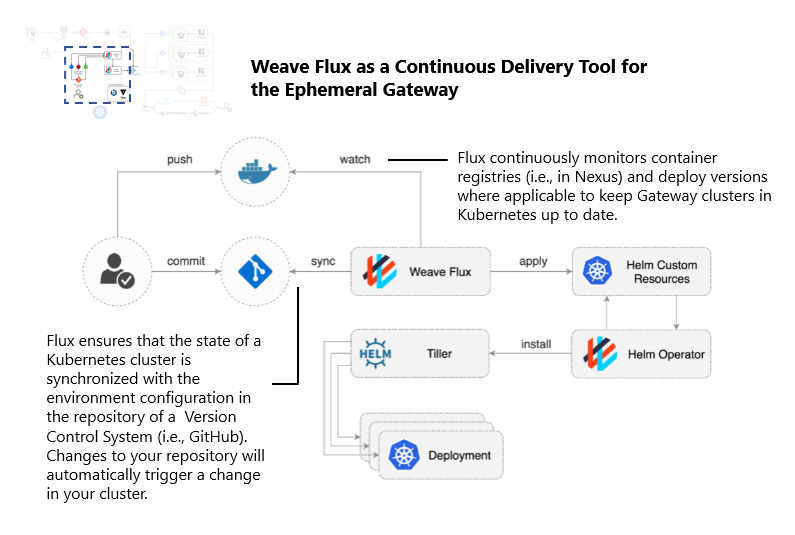 Weave Flux as a Continuous Delivery Tool for
the Ephemeral Gateway
push
watch
Flux continuously monitors container
registries (i.e., in Nexus) and deploy versions
where applicable to keep Gateway clusters in
Kubernetes up to date.
commit
sync
Weave Flux
apply
Helm Custom
Resources
Flux ensures that the state of a
Kubernetes cluster is
synchronized with the
environment configuration in
the repository of a  Version
Control System (i.e., GitHub).
Changes to your repository will
automatically trigger a change
in your cluster.
HELM
Tiller
install
Helm Operator
Deployment